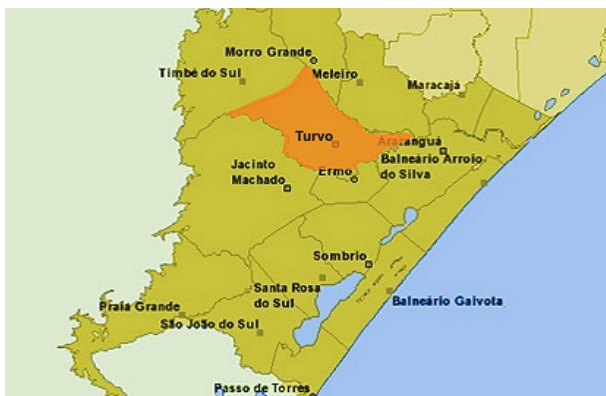 Morro Grande
Timbé do Sul
Meleiro
Maracajá
Turvo
Araranguá
Balneário Arroio
do Silva
Jacinto
Machado
Ermo
Sombrio
Santa Rosa
do Sul
Balneário Gaivota
Praia Grande
São João do Sul
Passo de Torres